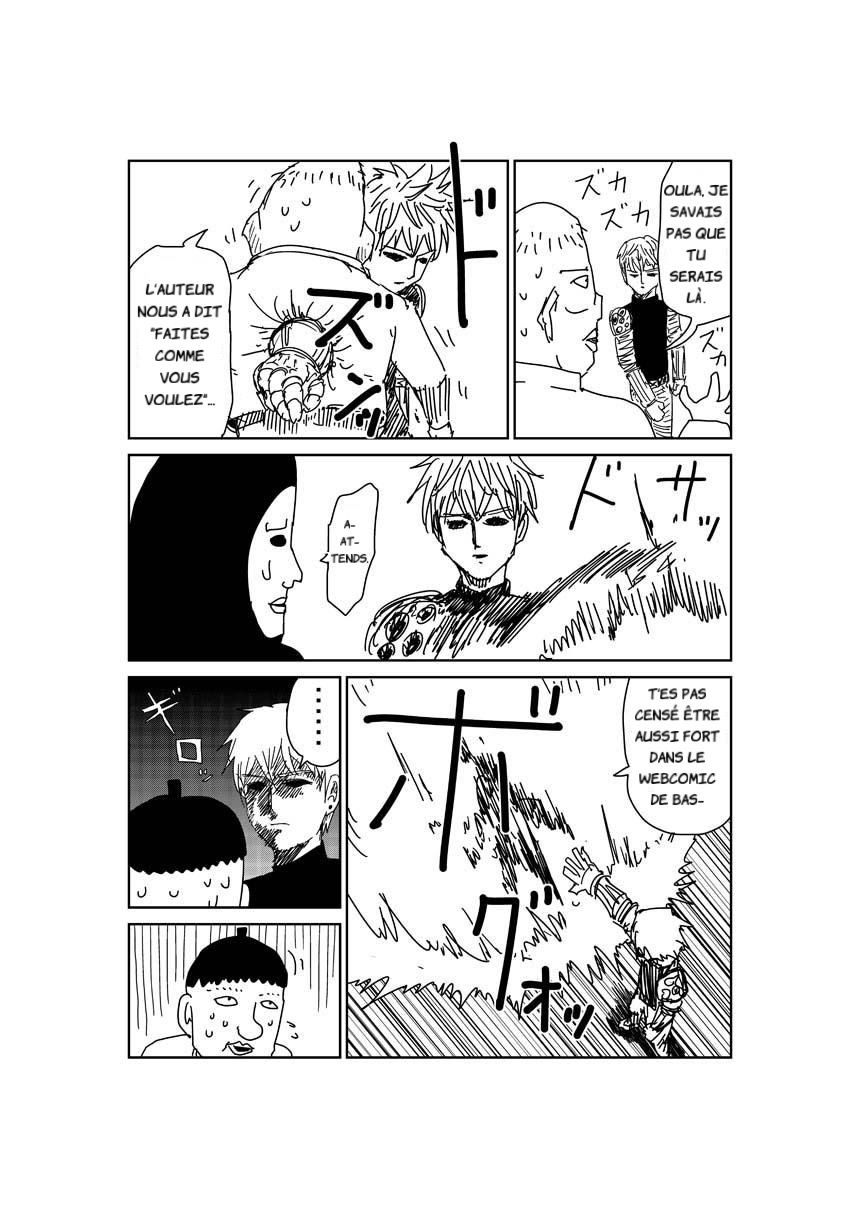 OULA, JE
SAVAIS
PAS QUE
TU
SERAIS
LÀ.
ズカ
ズカ
L'AUTEUR
NOUS A DIT
"FAITES
COMME
VOUS
VOULEZ"...
ドズンッ
A-
AT-
TENDS.
ドサッ
T'ES PAS
CENSÉ ÊTRE
AUSSI FORT
DANS LE
WEBCOMIC
DE BAS-
ボグオッ
......
ギロ